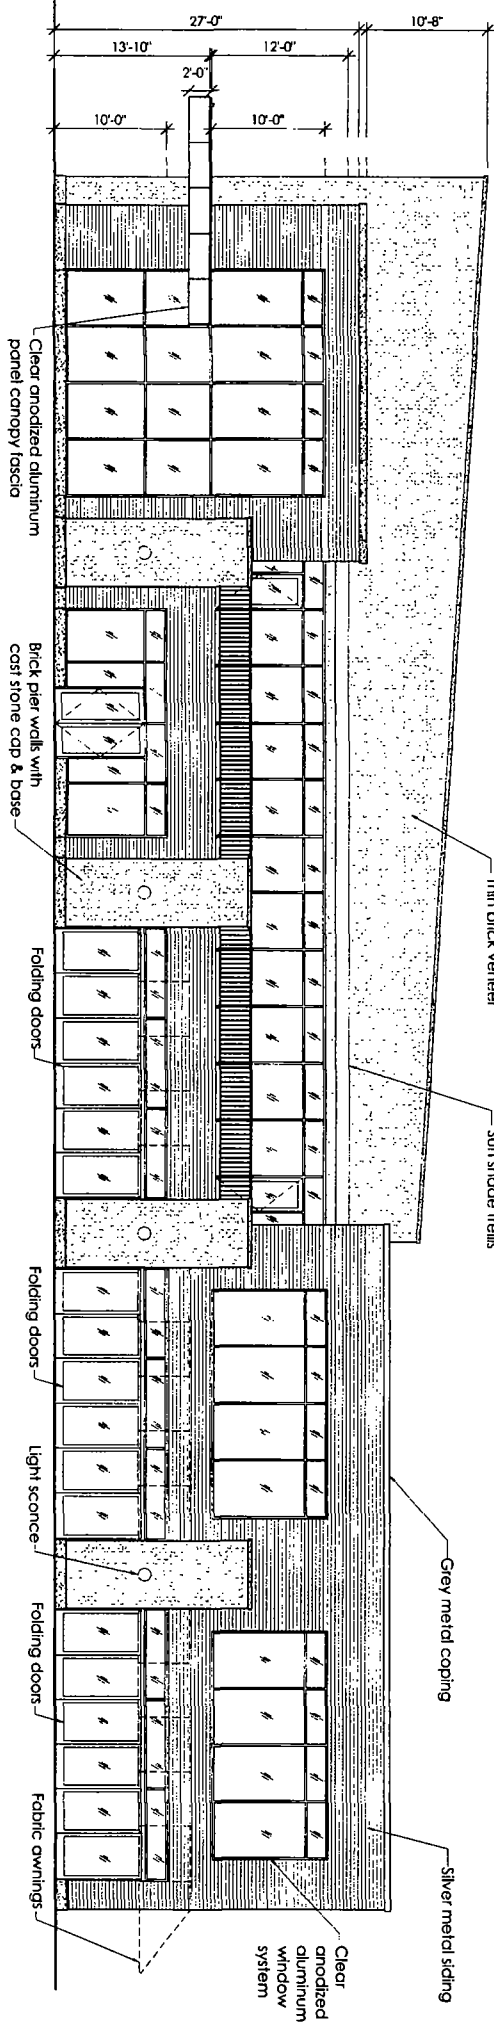 27'-0"
10'-8"
13'-10"
12'-0"
2'-0"
10'-0"
10'-0"
Clear anodized aluminum
panel canopy fascia
Brick pier walls with
cast stone cap & base
Folding doors
Folding doors
Light sconce
Folding doors
Fabric awnings
brick veneer
shade trellis
Grey metal coping
Silver metal siding
Clear
anodized
aluminum
window
system